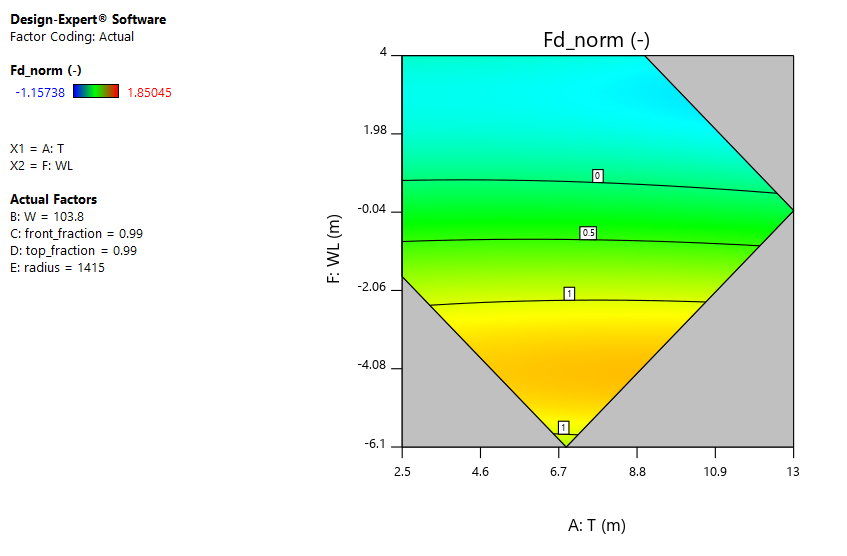 Design-Expert® Software
Factor Coding: Actual
Fd_norm (-)
-1.15738 1.85045
X1 = A: T
X2 = F: WL
Actual Factors
B: W = 103.8
C: front_fraction = 0.99
D: top_fraction = 0.99
E: radius = 1415
Fd_norm (-)
F: WL (m)
4
1.98
-0.04
-2.06
-4.08
-6.1
0
0.5
1
1
2.5 4.6 6.7 8.8 10.9 13
A: T (m)